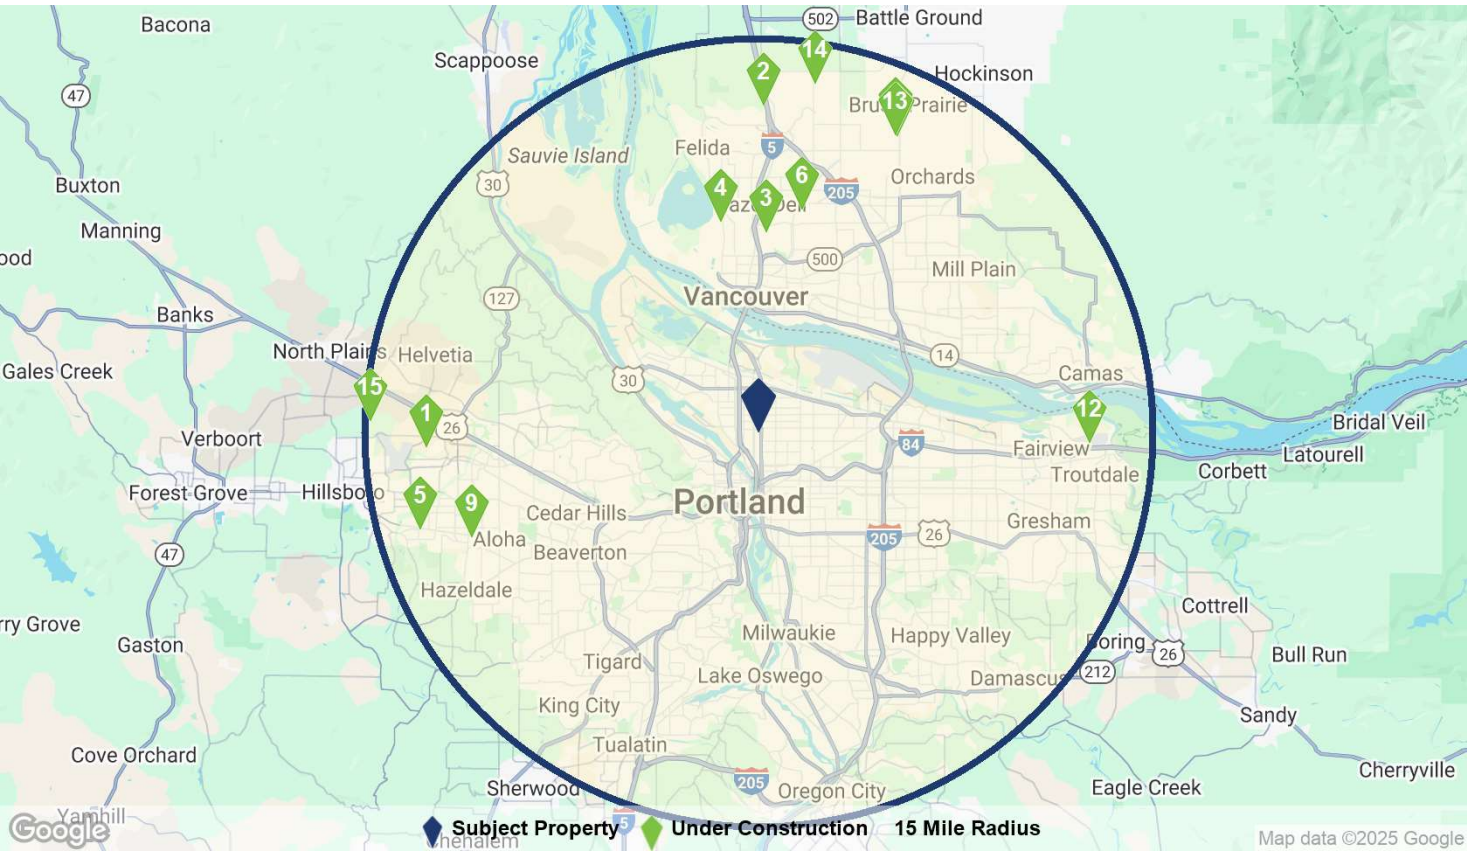 Bacona
502
Battle Ground
Scappoose
14
2
Hockinson
47
13
Prairie
5
Felida
Sauvie Island
30
Buxton
4
3
6
205
Orchards
Manning
500
Mill Plain
127
Vancouver
Banks
North Plains
Helvetia
14
Gales Creek
30
Camas
15
1
26
12
Bridal Veil
Verboort
84
Fairview
Latourell
Troutdale
Corbett
Forest Grove
Hillsboro
5
9
Portland
Cedar Hills
Gresham
Aloha
Beaverton
205
26
47
Hazeldale
Cottrell
rry Grove
Gaston
Milwaukie
Happy Valley
Boring
26
Bull Run
Tigard
Lake Oswego
Damascus
212
King City
Sandy
Tualatin
Cove Orchard
Cherryville
Sherwood
205
Oregon City
Eagle Creek
Yamhill
Google
Subject Property
5
Under Construction
15 Mile Radius
Map data ©2025 Google